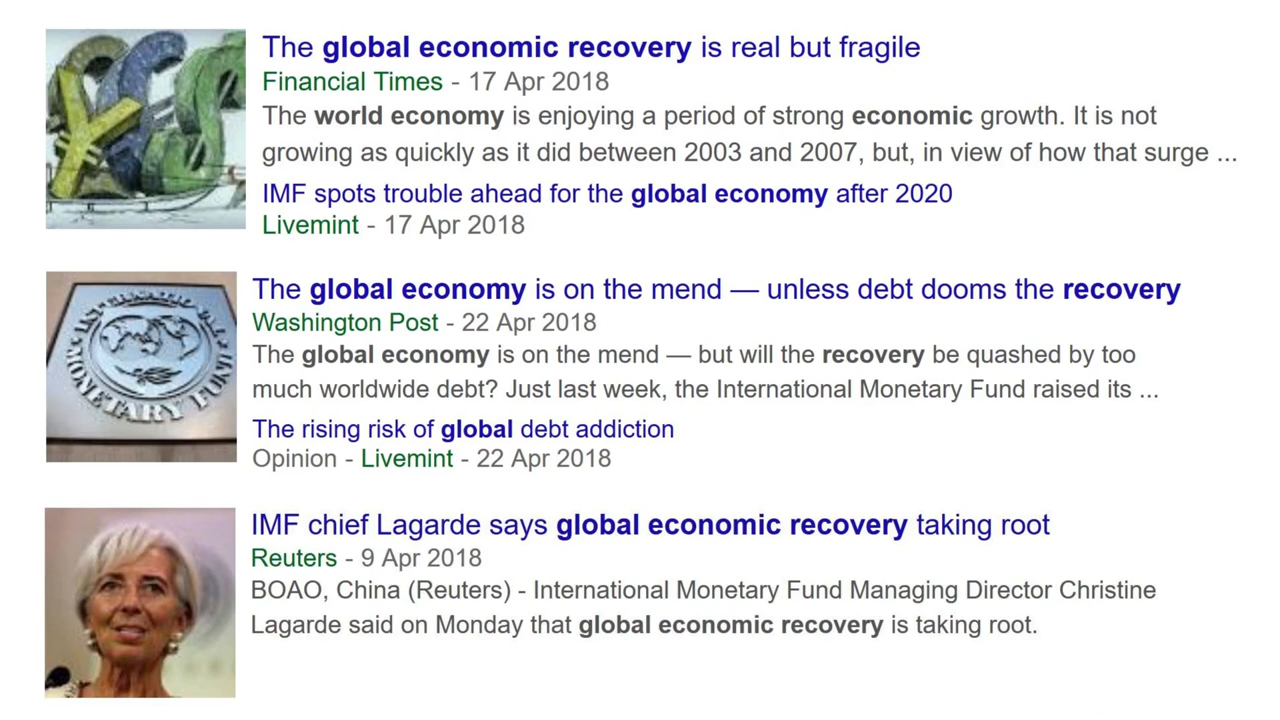 The global economic recovery is real but fragile
Financial Times - 17 Apr 2018
The world economy is enjoying a period of strong economic growth. It is not
growing as quickly as it did between 2003 and 2007, but, in view of how that surge ...
IMF spots trouble ahead for the global economy after 2020
Livemint - 17 Apr 2018
INTERNATIONAL MONETARY FUND
The global economy is on the mend — unless debt dooms the recovery
Washington Post - 22 Apr 2018
The global economy is on the mend — but will the recovery be quashed by too
much worldwide debt? Just last week, the International Monetary Fund raised its ...
The rising risk of global debt addiction
Opinion - Livemint - 22 Apr 2018
IMF chief Lagarde says global economic recovery taking root
Reuters - 9 Apr 2018
BOAO, China (Reuters) - International Monetary Fund Managing Director Christine
Lagarde said on Monday that global economic recovery is taking root.